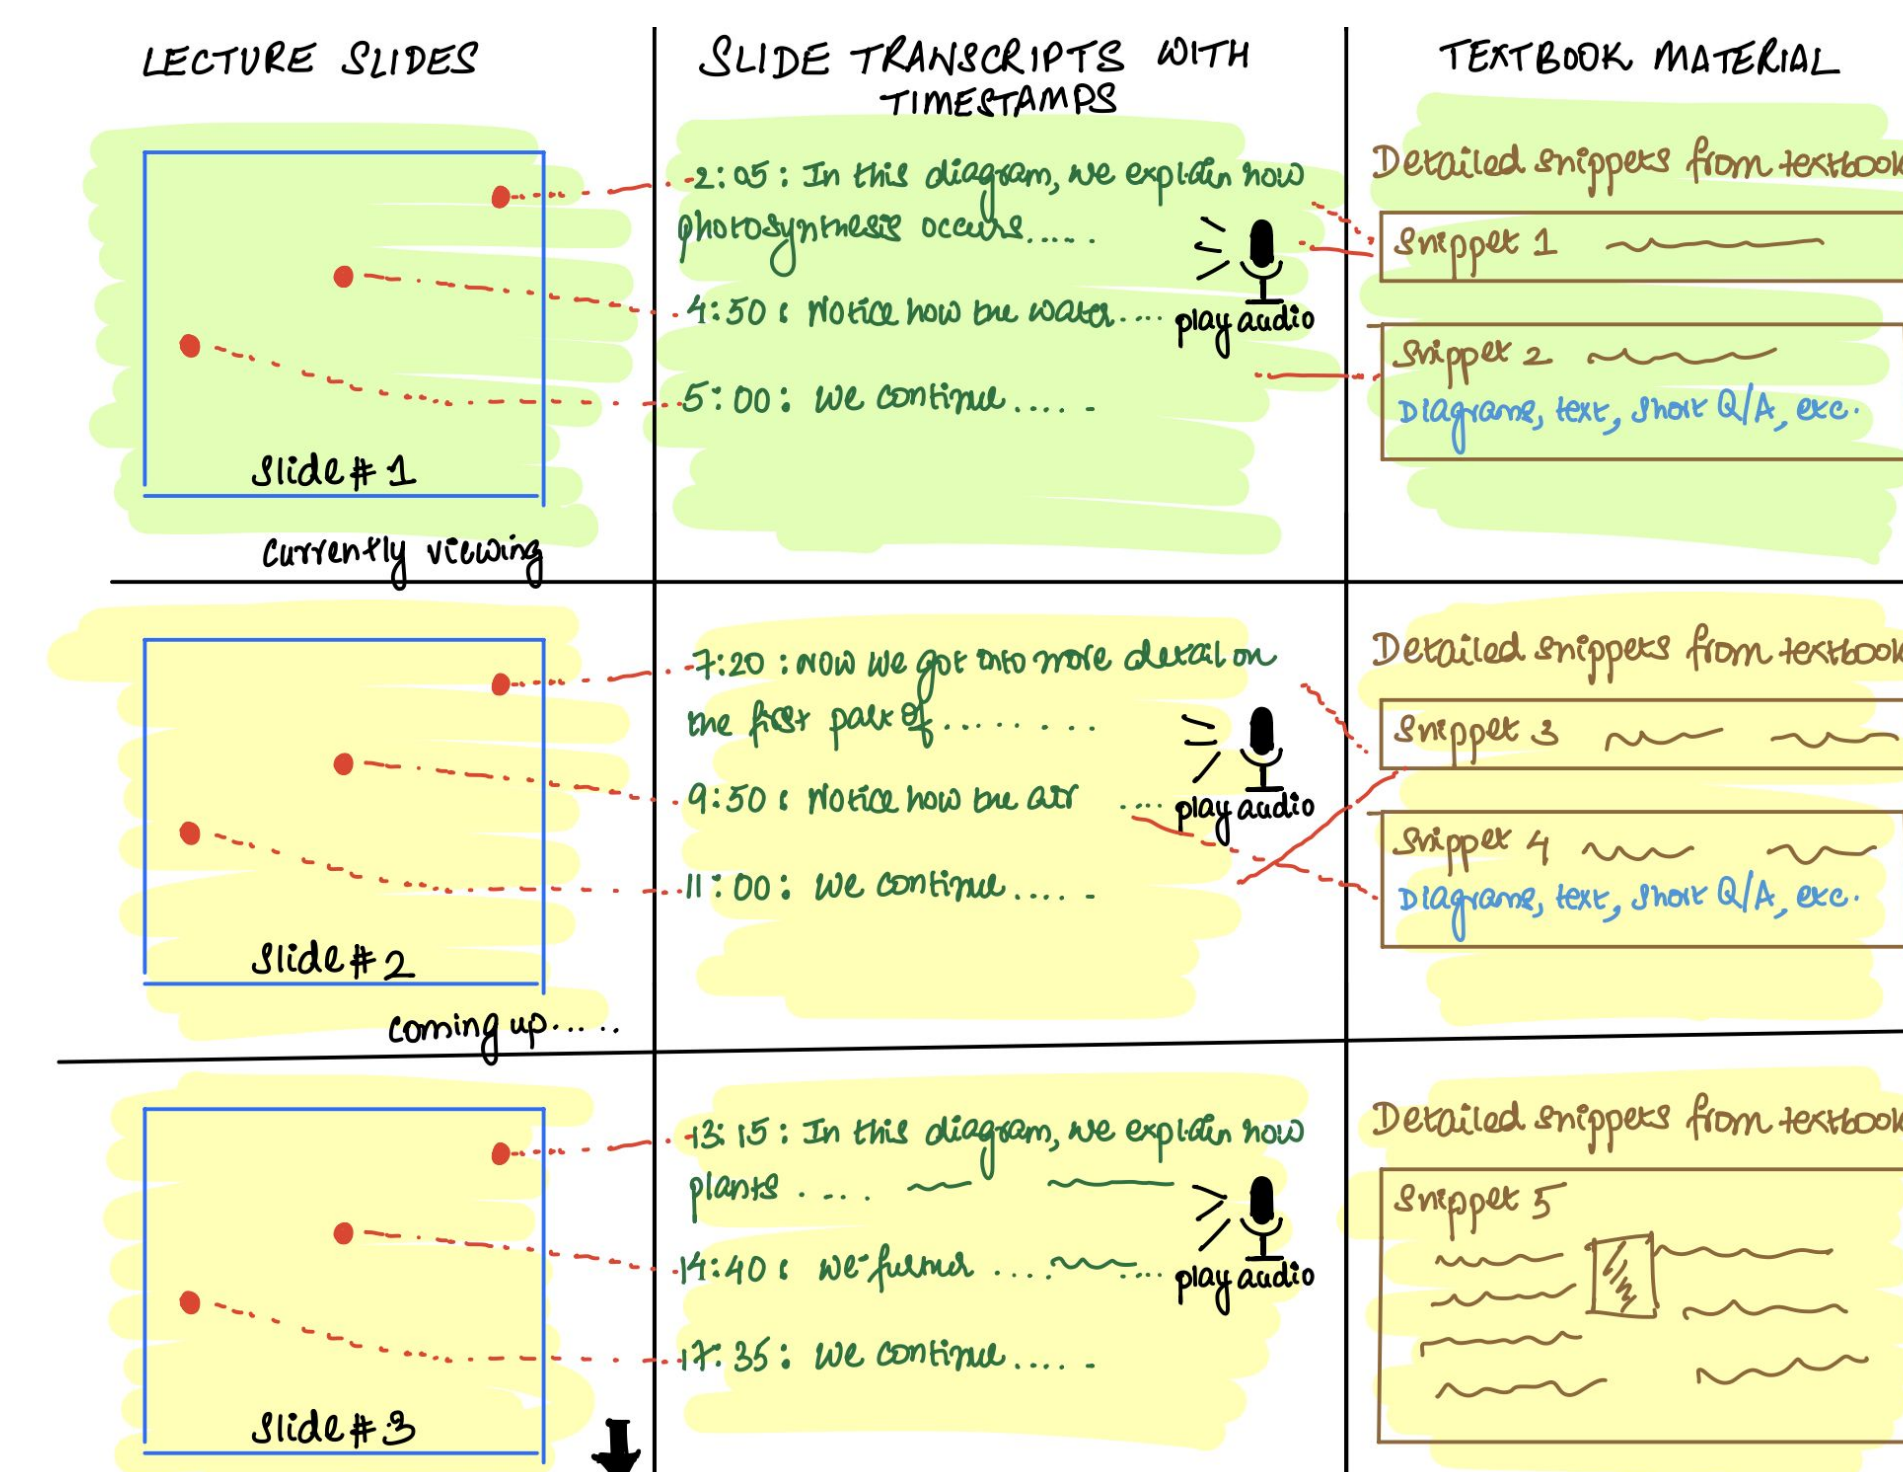 LECTURE SLIDES
SLIDE TRANSCRIPTS WITH
TIMESTAMPS
TEXTBOOK MATERIAL
Slide # 1
Currently viewing
2:05 : In this diagram, we explain how
photosynthesis occurs.....
4:50 : Notice how the water....
play audio
5:00 : We continue.....
Detailed snippets from textbook
Snippet 1
Snippet 2
Diagrams, text, short Q/A, etc.
Slide # 2
Coming up.....
7:20 : Now we got into more detail on
the first part of ........
9:50 : Notice how the air ....
play audio
11:00 : We continue.....
Detailed snippets from textbook
Snippet 3
Snippet 4
Diagrams, text, short Q/A, etc.
Slide # 3
13:15 : In this diagram, we explain how
plants ....
14:40 : We further .... ...
play audio
17:35 : We continue.....
Detailed snippets from textbook
Snippet 5